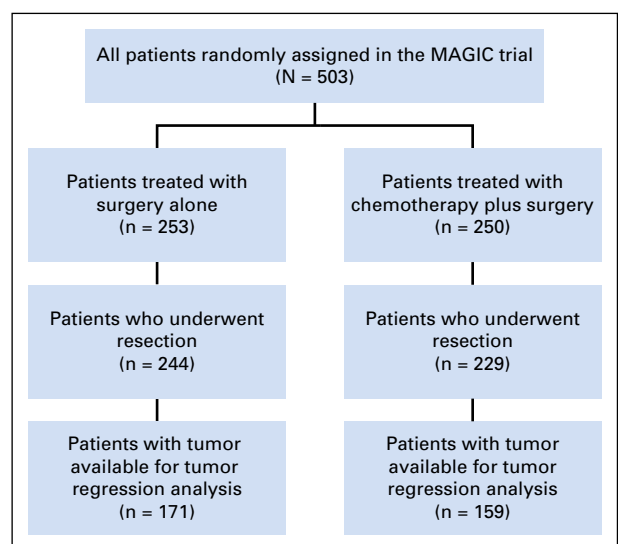 All patients randomly assigned in the MAGIC trial
(N = 503)
Patients treated with
surgery alone
(n = 253)
Patients treated with
chemotherapy plus surgery
(n = 250)
Patients who underwent
resection
(n = 244)
Patients who underwent
resection
(n = 229)
Patients with tumor
available for tumor
regression analysis
(n = 171)
Patients with tumor
available for tumor
regression analysis
(n = 159)